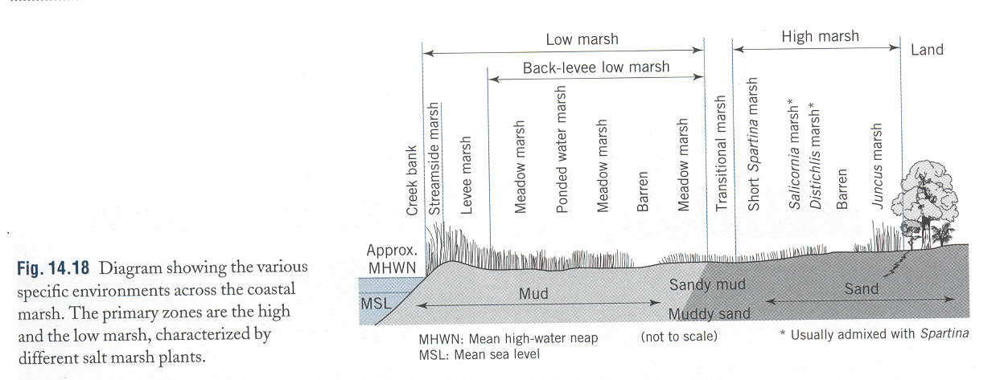 Low marsh
High marsh
Land
Back-levee low marsh
Creek bank
Streamside marsh
Levee marsh
Meadow marsh
Ponded water marsh
Meadow marsh
Barren
Meadow marsh
Transitional marsh
Short Spartina marsh
Salicornia marsh*
Distichlis marsh*
Barren
Juncus marsh
Approx.
MHWN
MSL
Mud
Sandy mud
Muddy sand
Sand
MHWN: Mean high-water neap
MSL: Mean sea level
(not to scale)
* Usually admixed with Spartina
Fig. 14.18 Diagram showing the various
specific environments across the coastal
marsh. The primary zones are the high
and the low marsh, characterized by
different salt marsh plants.